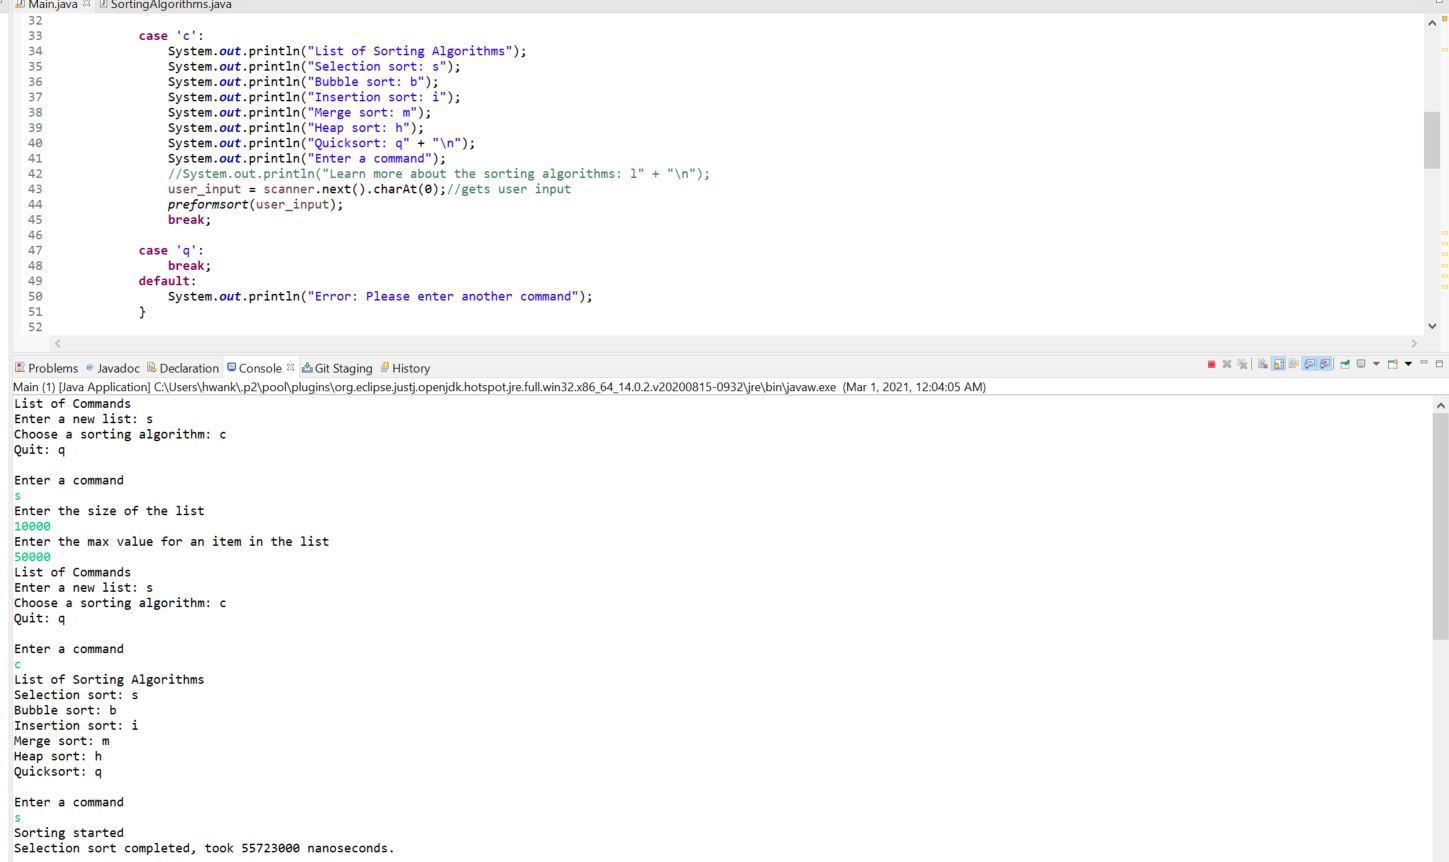 Main.java SortingAlgorithms.java
32
33 case 'c':
34 System.out.println("List of Sorting Algorithms");
35 System.out.println("Selection sort: s");
36 System.out.println("Bubble sort: b");
37 System.out.println("Insertion sort: i");
38 System.out.println("Merge sort: m");
39 System.out.println("Heap sort: h");
40 System.out.println("Quicksort: q" + "\n");
41 System.out.println("Enter a command");
42 //System.out.println("Learn more about the sorting algorithms: l" + "\n");
43 user_input = scanner.next().charAt(0);//gets user input
44 preformsort(user_input);
45 break;
46
47 case 'q':
48 break;
49 default:
50 System.out.println("Error: Please enter another command");
51 }
52
Problems Javadoc Declaration Console Git Staging History
Main (1) [Java Application] C:\Users\hwank\.p2\pool\plugins\org.eclipse.justj.openjdk.hotspot.jre.full.win32.x86_64_14.0.2.v20200815-0932\jre\bin\javaw.exe (Mar 1, 2021, 12:04:05 AM)
List of Commands
Enter a new list: s
Choose a sorting algorithm: c
Quit: q
Enter a command
s
Enter the size of the list
10000
Enter the max value for an item in the list
50000
List of Commands
Enter a new list: s
Choose a sorting algorithm: c
Quit: q
Enter a command
c
List of Sorting Algorithms
Selection sort: s
Bubble sort: b
Insertion sort: i
Merge sort: m
Heap sort: h
Quicksort: q
Enter a command
s
Sorting started
Selection sort completed, took 55723000 nanoseconds.